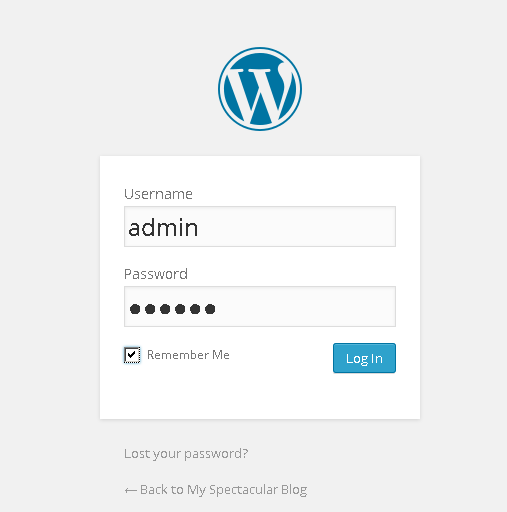 Username
admin
Password
●●●●●●
Remember Me
Log In
Lost your password?
← Back to My Spectacular Blog